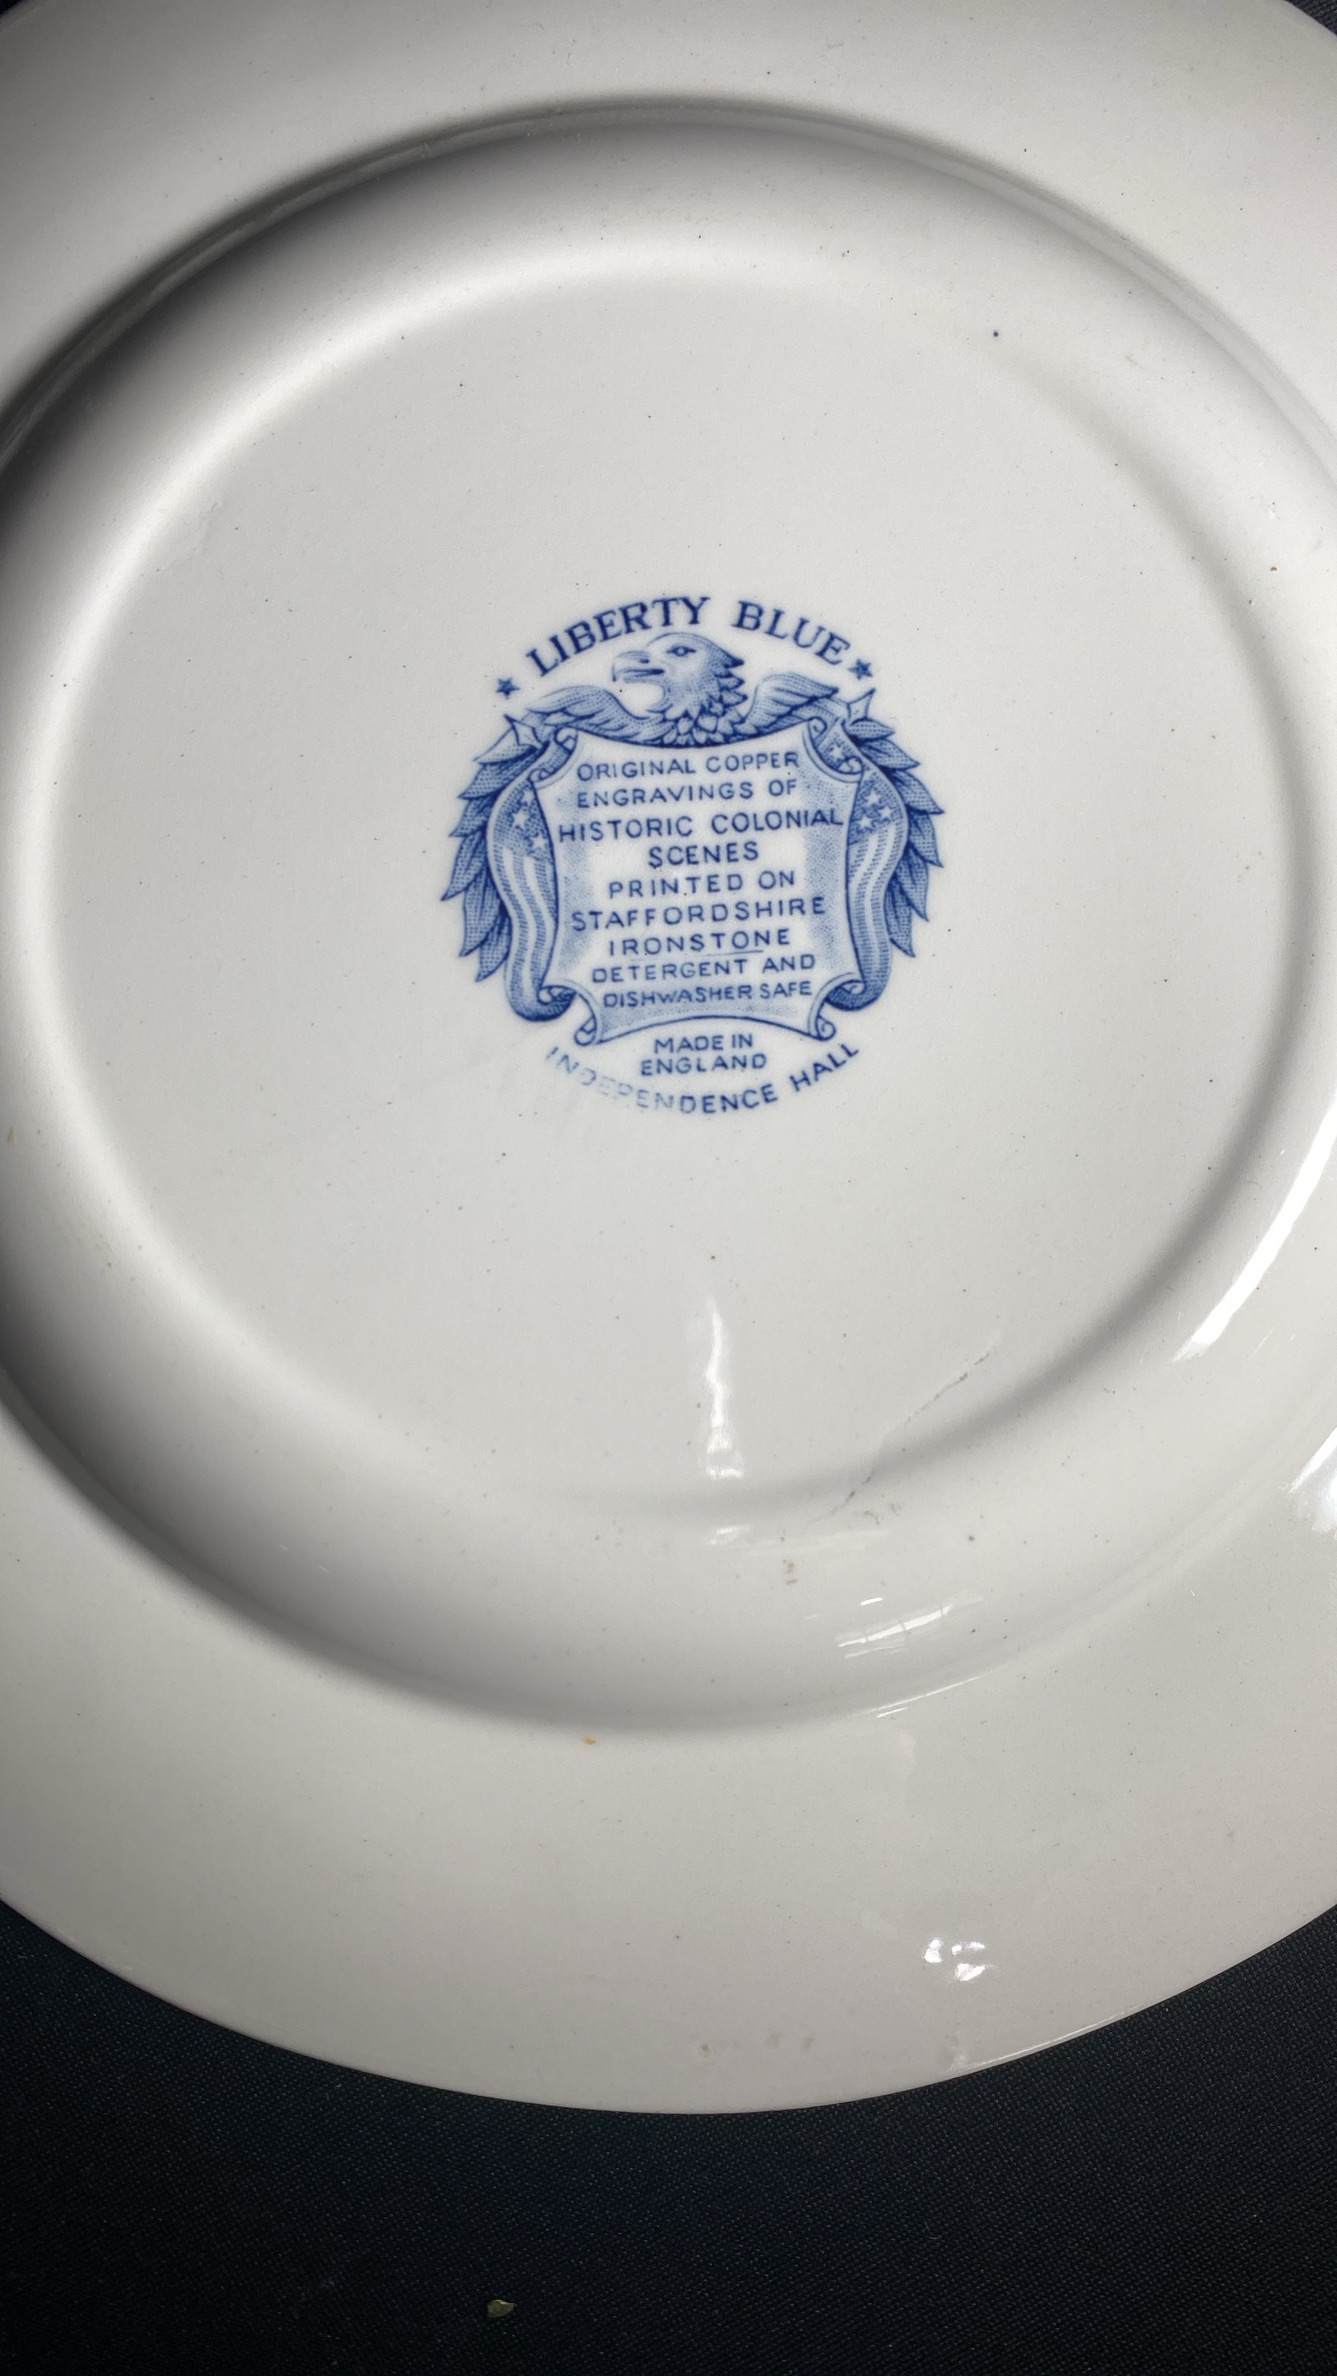 LIBERTY BLUE
ORIGINAL COPPER
ENGRAVINGS OF
HISTORIC COLONIAL
SCENES
PRINTED ON
STAFFORDSHIRE
IRONSTONE
DETERGENT AND
DISHWASHER SAFE
MADE IN
ENGLAND
INDEPENDENCE HALL